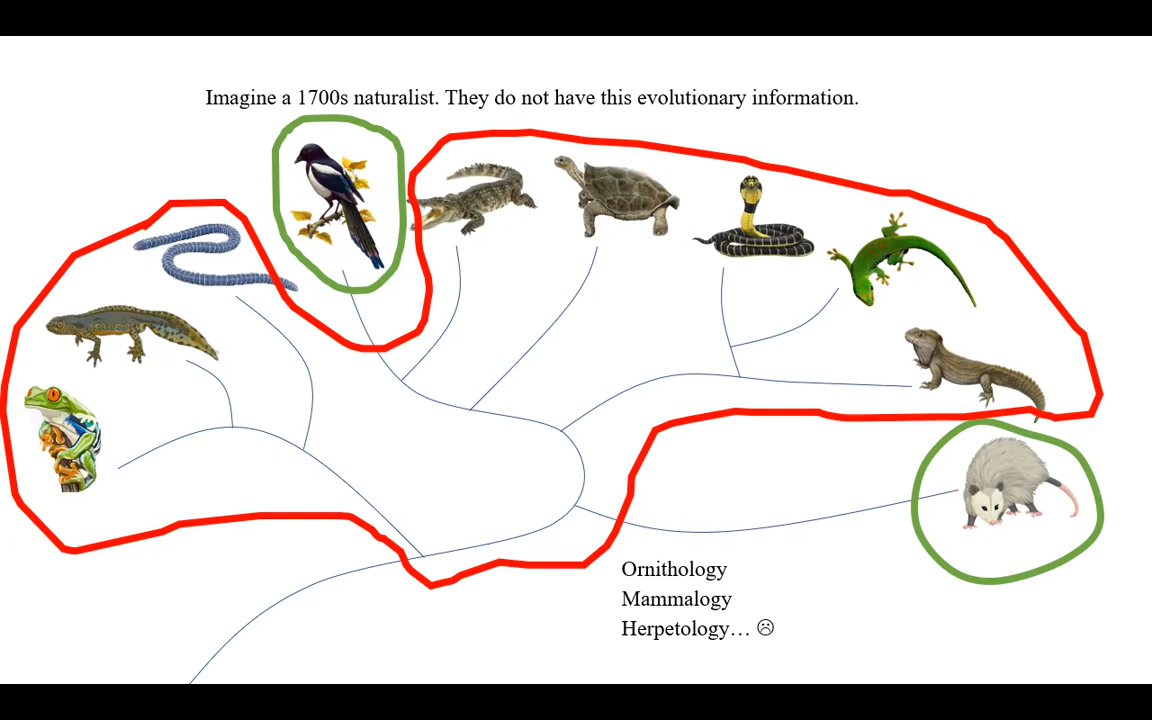 Imagine a 1700s naturalist. They do not have this evolutionary information.
Ornithology
Mammalogy
Herpetology… ☹